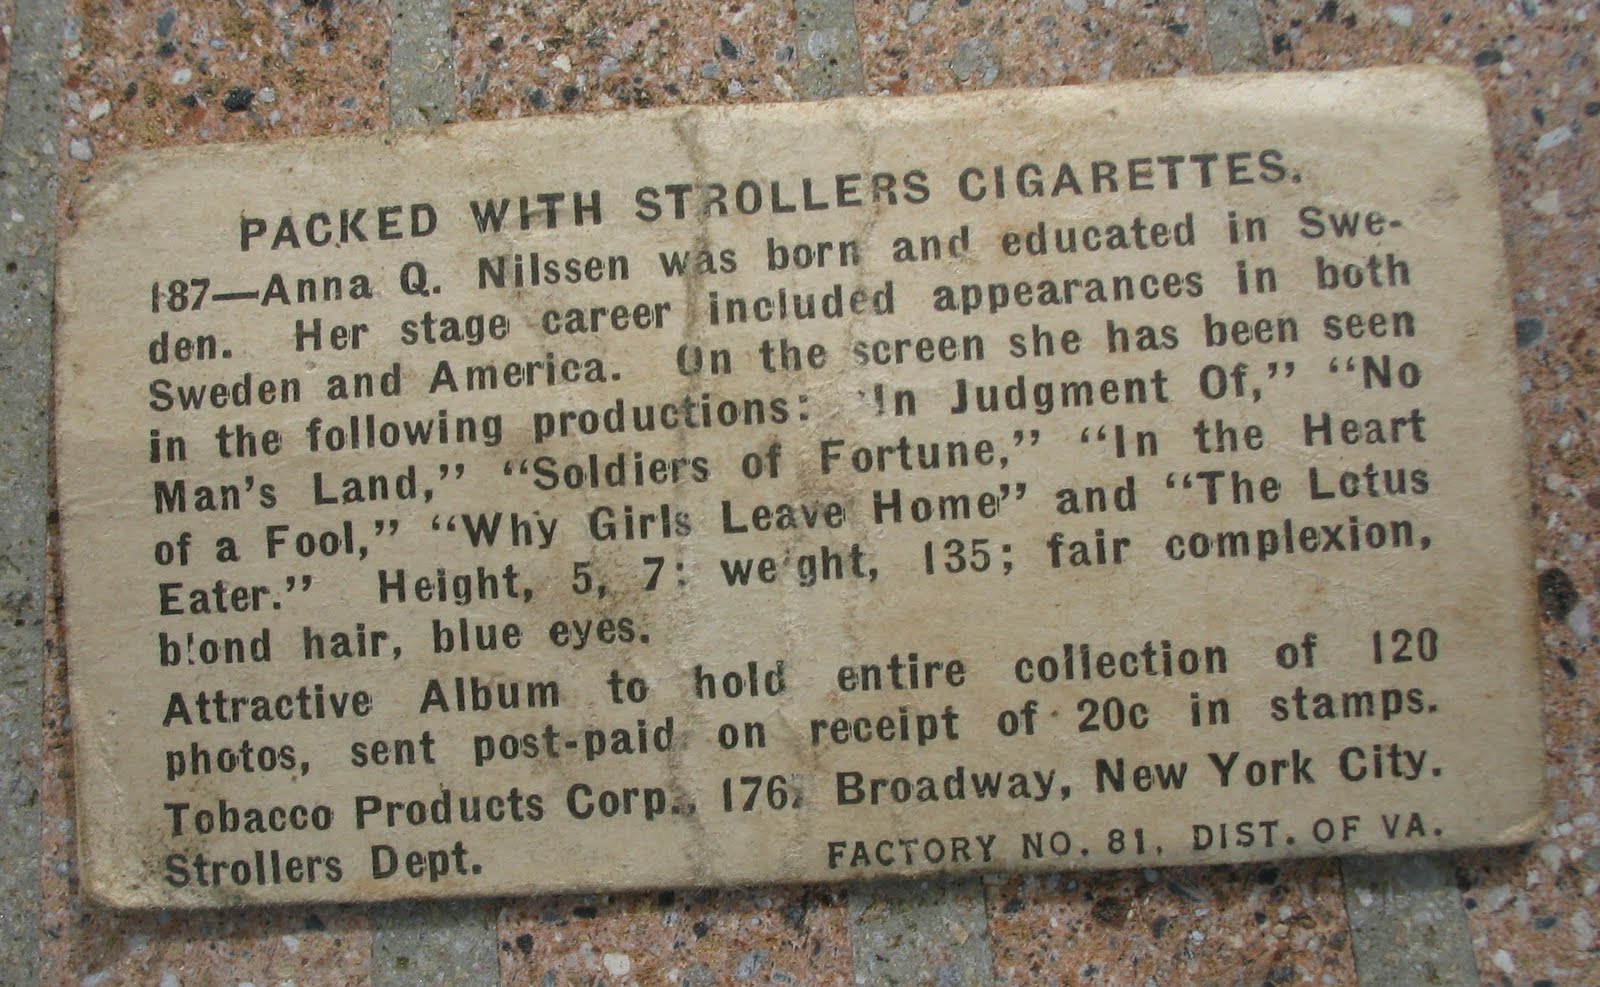 PACKED WITH STROLLERS CIGARETTES.
187—Anna Q. Nilssen was born and educated in Swe-
den. Her stage career included appearances in both
Sweden and America. On the screen she has been seen
in the following productions: "In Judgment Of," "No
Man's Land," "Soldiers of Fortune," "In the Heart
of a Fool," "Why Girls Leave Home" and "The Lotus
Eater." Height, 5, 7; weight, 135; fair complexion,
blond hair, blue eyes.
Attractive Album to hold entire collection of 120
photos, sent post-paid on receipt of 20c in stamps.
Tobacco Products Corp., Broadway, New York City.
Strollers Dept.
FACTORY NO. 81, DIST. OF VA.